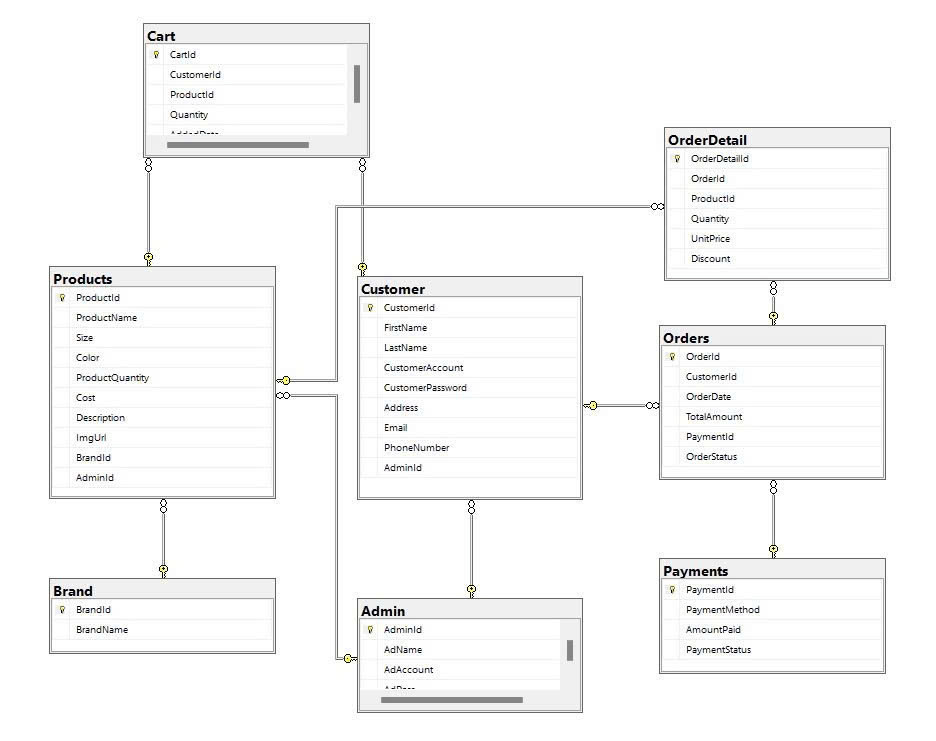 Cart
CartId
CustomerId
ProductId
Quantity
AddedDate
OrderDetail
OrderDetailId
OrderId
ProductId
Quantity
UnitPrice
Discount
Products
ProductId
ProductName
Size
Color
ProductQuantity
Cost
Description
ImgUrl
BrandId
AdminId
Customer
CustomerId
FirstName
LastName
CustomerAccount
CustomerPassword
Address
Email
PhoneNumber
AdminId
Orders
OrderId
CustomerId
OrderDate
TotalAmount
PaymentId
OrderStatus
Brand
BrandId
BrandName
Admin
AdminId
AdName
AdAccount
Payments
PaymentId
PaymentMethod
AmountPaid
PaymentStatus